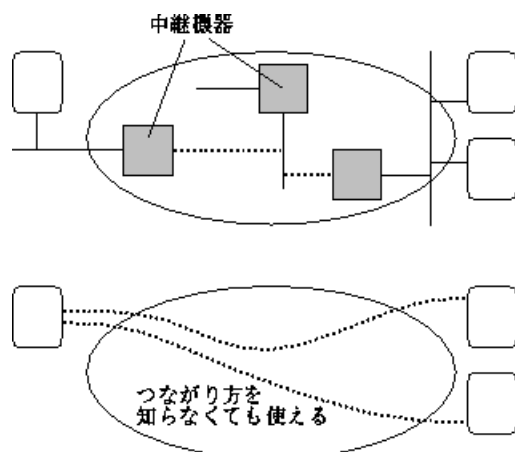 中継機器
つながり方を
知らなくても使える